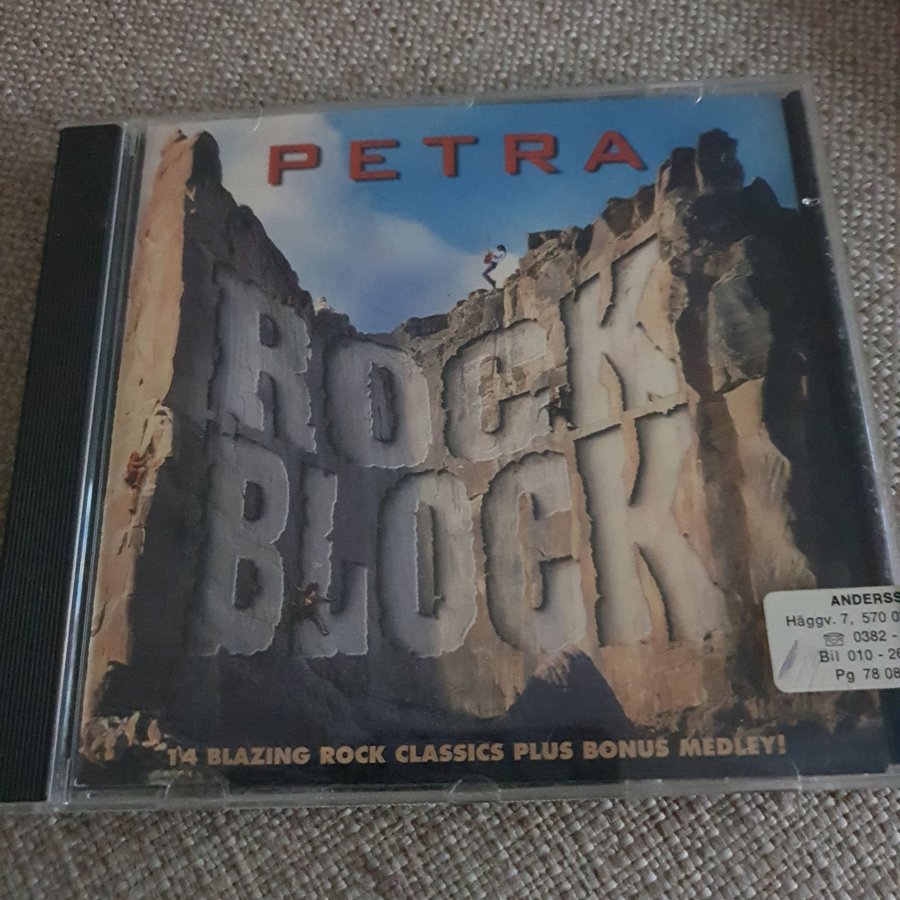 PETRA
ROCK
BLOCK
14 BLAZING ROCK CLASSICS PLUS BONUS MEDLEY!
ANDERSS
Häggv. 7, 570 0
☎ 0382 -
Bil 010 - 26
Pg 78 08